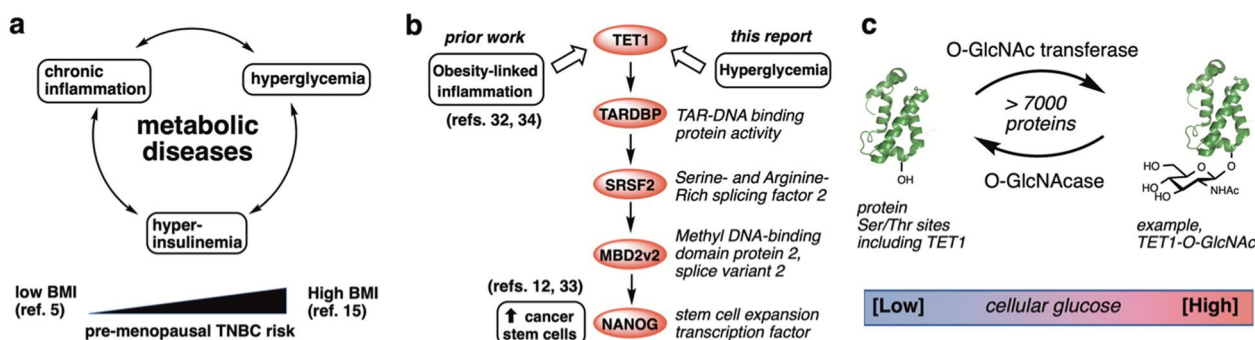 a
chronic
inflammation
hyperglycemia
metabolic
diseases
hyper-
insulinemia
low BMI
(ref. 5)
High BMI
(ref. 15)
pre-menopausal TNBC risk
b
prior work
Obesity-linked
inflammation
(refs. 32, 34)
this report
Hyperglycemia
TET1
TARDBP
TAR-DNA binding
protein activity
SRSF2
Serine- and Arginine-
Rich splicing factor 2
MBD2v2
Methyl DNA-binding
domain protein 2,
splice variant 2
(refs. 12, 33)
cancer
stem cells
NANOG
stem cell expansion
transcription factor
c
O-GlcNAc transferase
> 7000
proteins
O-GlcNAcase
OH
protein
Ser/Thr sites
including TET1
HO
O
O
HO
HO
NHAc
OH
example,
TET1-O-GlcNAc
[Low] cellular glucose [High]